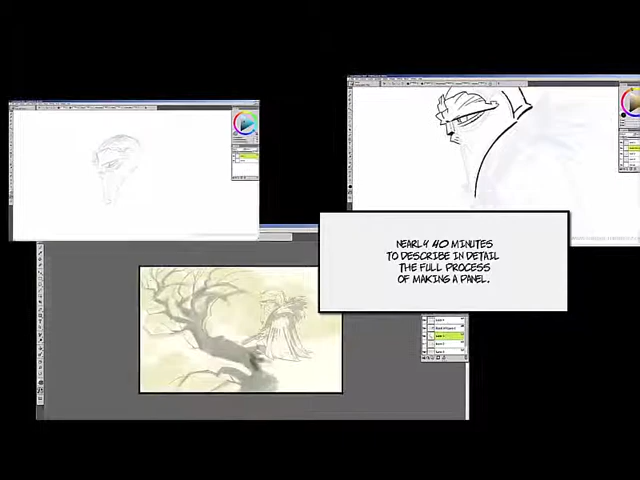 NEARLY 40 MINUTES
TO DESCRIBE IN DETAIL
THE FULL PROCESS
OF MAKING A PANEL.